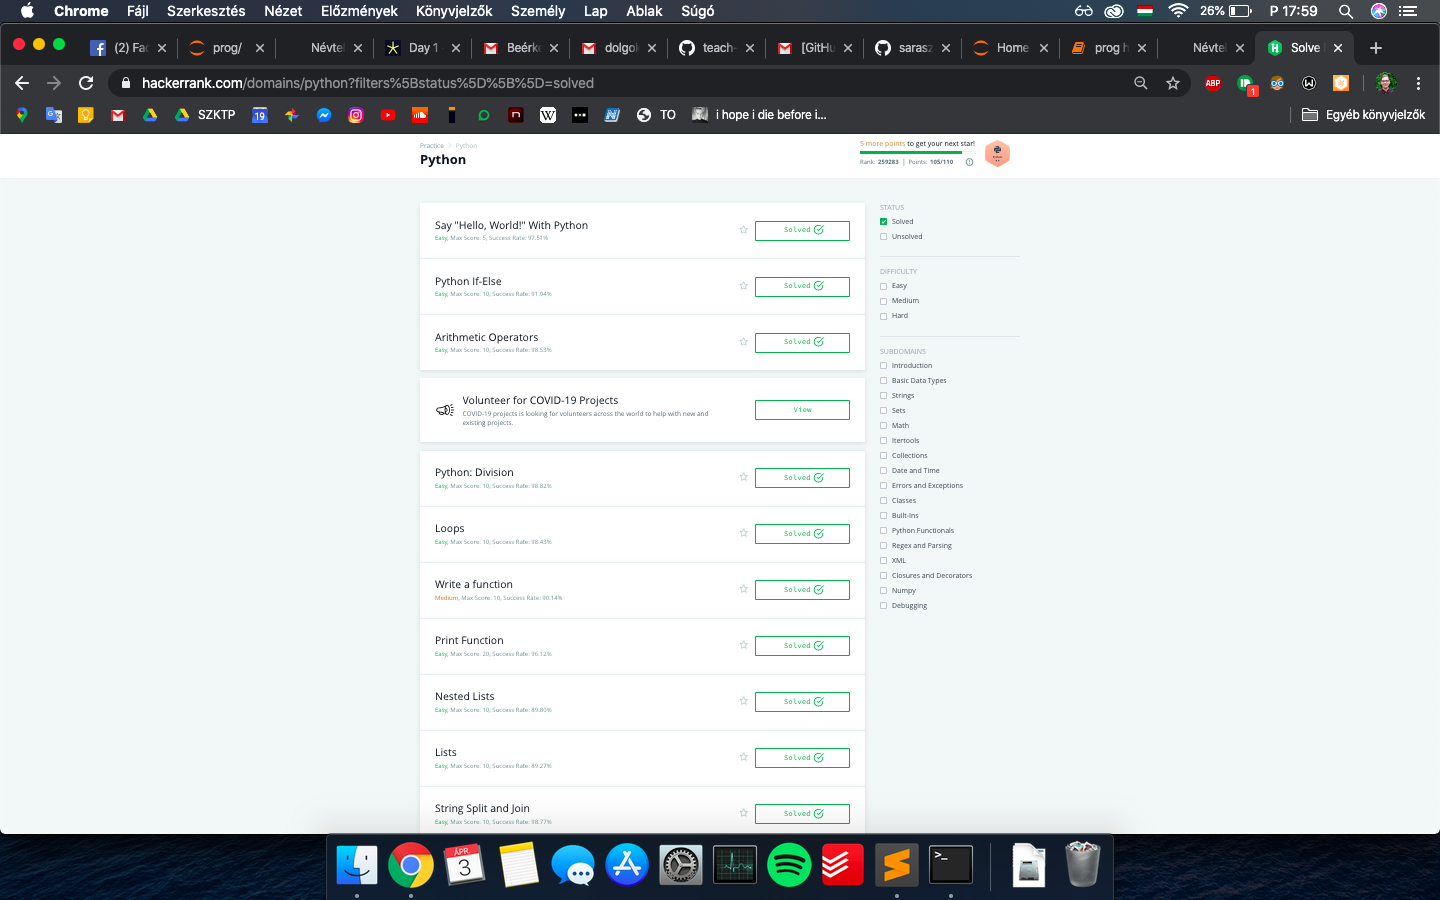 Chrome Fájl Szerkesztés Nézet Előzmények Könyvjelzők Személy Lap Ablak Súgó 26% P 17:59
(2) Fac prog/ Névtel Day 1 Beérke dolgok teach- [GitHu sarasz Home prog h Névtel Solve
hackerrank.com/domains/python?filters%5Bstatus%5D%5B%5D=solved ABP 1
19 SZKTP TO i hope i die before i... Egyéb könyvjelzők
Practice Python
Python
5 more points to get your next star!
Rank: 259283 | Points: 105/110
Say "Hello, World!" With Python
Easy, Max Score: 5, Success Rate: 97.51%
Solved
Python If-Else
Easy, Max Score: 10, Success Rate: 91.04%
Solved
Arithmetic Operators
Easy, Max Score: 10, Success Rate: 98.53%
Solved
Volunteer for COVID-19 Projects
COVID-19 projects is looking for volunteers across the world to help with new and
existing projects.
View
Python: Division
Easy, Max Score: 10, Success Rate: 98.82%
Solved
Loops
Easy, Max Score: 10, Success Rate: 98.43%
Solved
Write a function
Medium, Max Score: 10, Success Rate: 90.14%
Solved
Print Function
Easy, Max Score: 20, Success Rate: 96.12%
Solved
Nested Lists
Easy, Max Score: 10, Success Rate: 89.80%
Solved
Lists
Easy, Max Score: 10, Success Rate: 89.27%
Solved
String Split and Join
Easy, Max Score: 10, Success Rate: 98.77%
Solved
STATUS
Solved
Unsolved
DIFFICULTY
Easy
Medium
Hard
SUBDOMAINS
Introduction
Basic Data Types
Strings
Sets
Math
Itertools
Collections
Date and Time
Errors and Exceptions
Classes
Built-Ins
Python Functionals
Regex and Parsing
XML
Closures and Decorators
Numpy
Debugging
ÁPR.
3